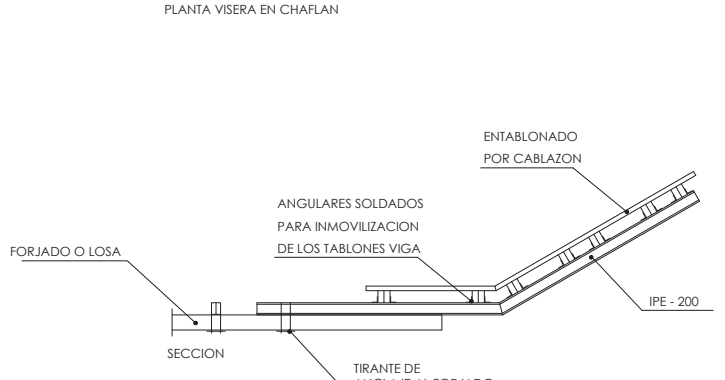 PLANTA VISERA EN CHAFLAN
ENTABLONADO
POR CABLAZON
ANGULARES SOLDADOS
PARA INMOVILIZACION
DE LOS TABLONES VIGA
FORJADO O LOSA
IPE - 200
SECCION
TIRANTE DE